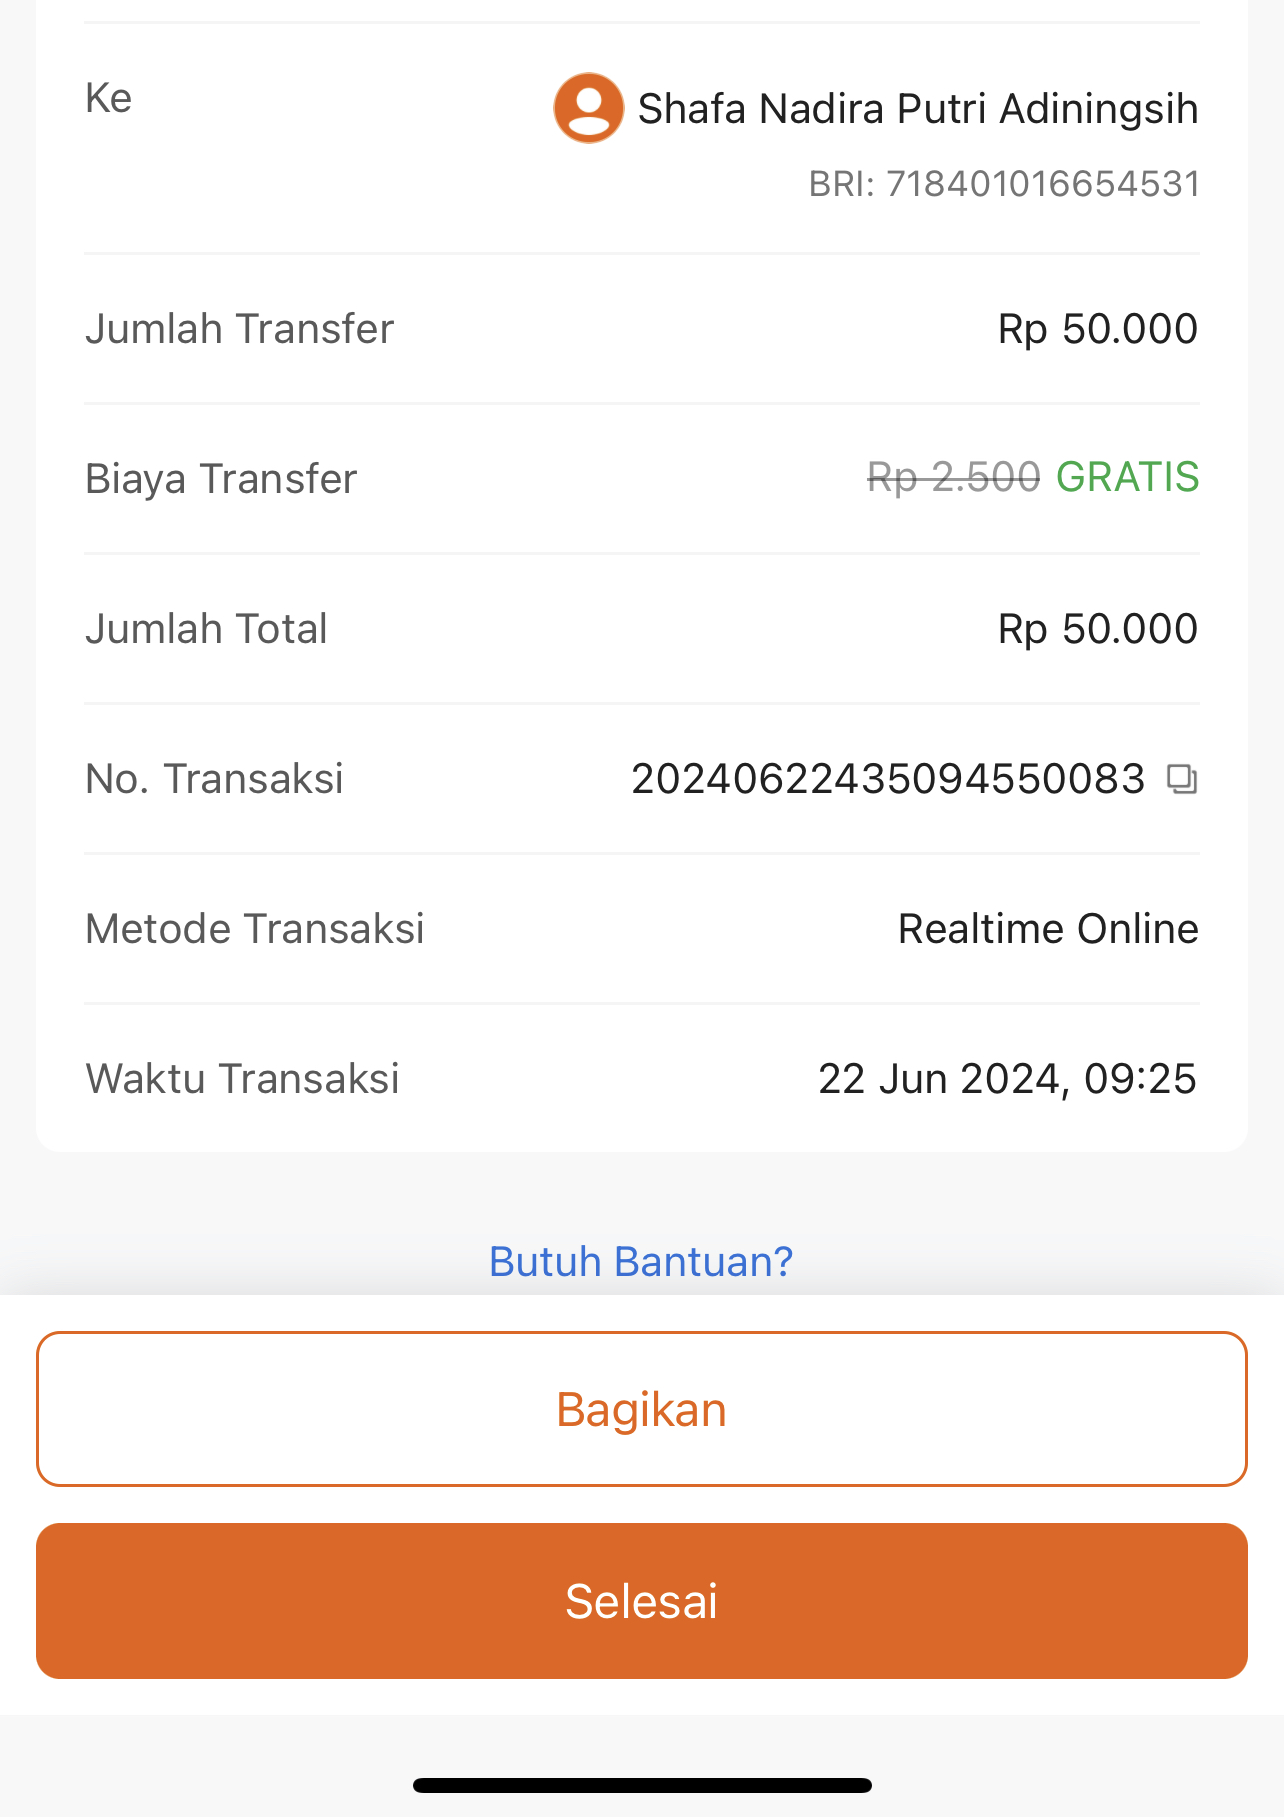 Ke
Shafa Nadira Putri Adiningsih
BRI: 718401016654531
Jumlah Transfer
Rp 50.000
Biaya Transfer
Rp 2.500 GRATIS
Jumlah Total
Rp 50.000
No. Transaksi
20240622435094550083
Metode Transaksi
Realtime Online
Waktu Transaksi
22 Jun 2024, 09:25
Butuh Bantuan?
Bagikan
Selesai